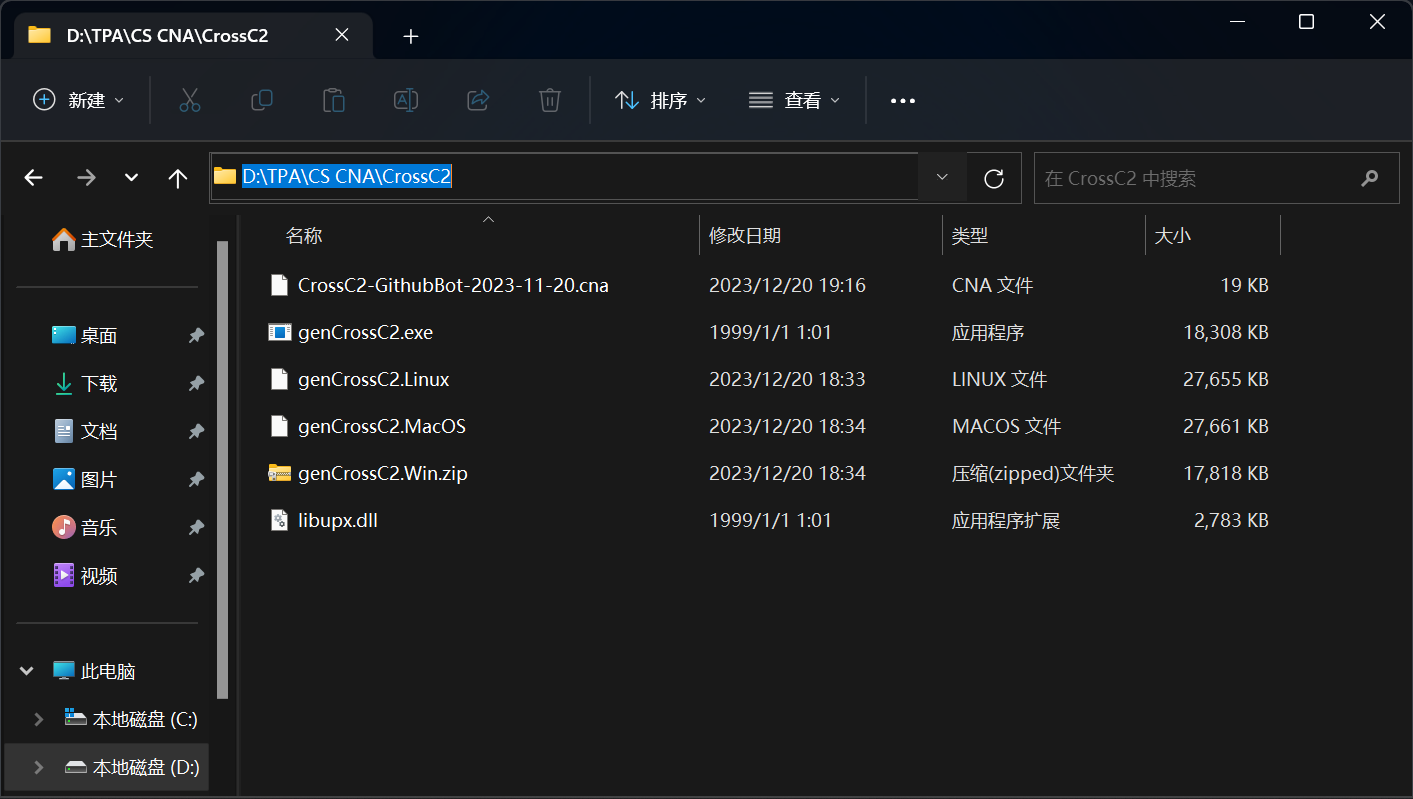 D:\TPA\CS CNA\CrossC2
新建
排序
查看
D:\TPA\CS CNA\CrossC2
在 CrossC2 中搜索
主文件夹
桌面
下载
文档
图片
音乐
视频
此电脑
本地磁盘 (C:)
本地磁盘 (D:)
名称 修改日期 类型 大小
CrossC2-GithubBot-2023-11-20.cna 2023/12/20 19:16 CNA 文件 19 KB
genCrossC2.exe 1999/1/1 1:01 应用程序 18,308 KB
genCrossC2.Linux 2023/12/20 18:33 LINUX 文件 27,655 KB
genCrossC2.MacOS 2023/12/20 18:34 MACOS 文件 27,661 KB
genCrossC2.Win.zip 2023/12/20 18:34 压缩(zipped)文件夹 17,818 KB
libupx.dll 1999/1/1 1:01 应用程序扩展 2,783 KB